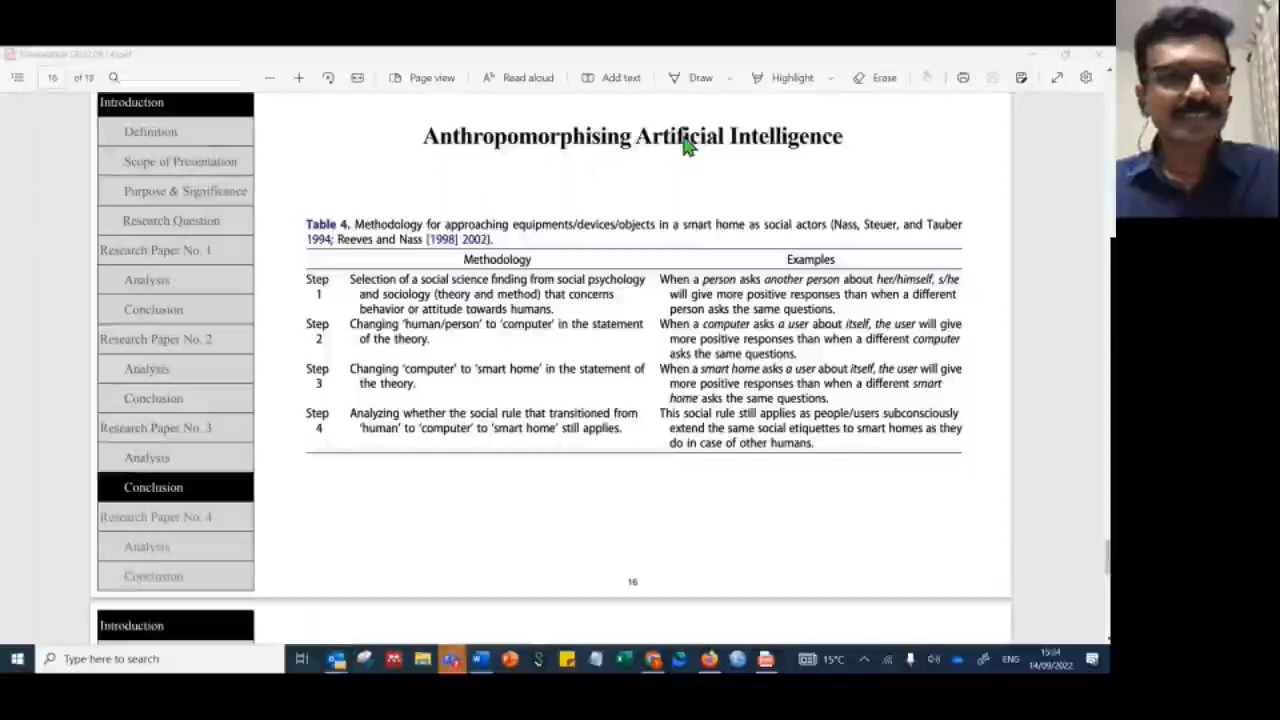 16 of 19
Page view
Read aloud
Add text
Draw
Highlight
Erase
Introduction
Definition
Scope of Presentation
Purpose & Significance
Research Question
Research Paper No. 1
Analysis
Conclusion
Research Paper No. 2
Analysis
Conclusion
Research Paper No. 3
Analysis
Conclusion
Research Paper No. 4
Analysis
Conclusion
Anthropomorphising Artificial Intelligence
Table 4. Methodology for approaching equipments/devices/objects in a smart home as social actors (Nass, Steuer, and Tauber
1994; Reeves and Nass [1998] 2002).
Methodology Examples
Step 1 Selection of a social science finding from social psychology
and sociology (theory and method) that concerns
behavior or attitude towards humans.
When a person asks another person about her/himself, s/he
will give more positive responses than when a different
person asks the same questions.
Step 2 Changing 'human/person' to 'computer' in the statement
of the theory.
When a computer asks a user about itself, the user will give
more positive responses than when a different computer
asks the same questions.
Step 3 Changing 'computer' to 'smart home' in the statement of
the theory.
When a smart home asks a user about itself, the user will give
more positive responses than when a different smart
home asks the same questions.
Step 4 Analyzing whether the social rule that transitioned from
'human' to 'computer' to 'smart home' still applies.
This social rule still applies as people/users subconsciously
extend the same social etiquettes to smart homes as they
do in case of other humans.
16
Introduction
Type here to search
15°C
ENG
14/09/2022